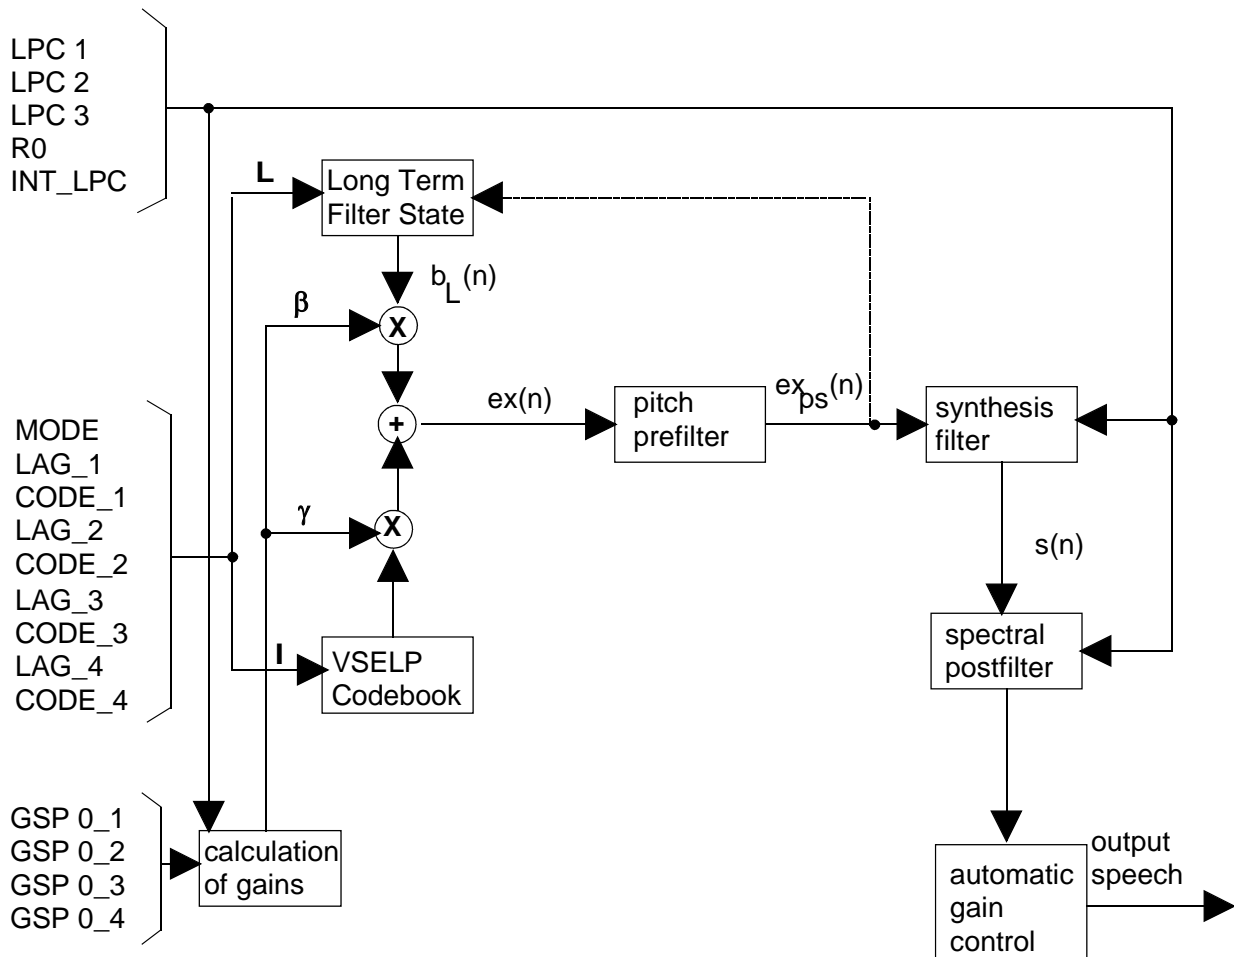 LPC 1
LPC 2
LPC 3
R0
INT_LPC
L
Long Term
Filter State
b_L(n)
β
X
ex(n)
pitch
prefilter
ex_ps(n)
synthesis
filter
+
MODE
LAG_1
CODE_1
LAG_2
CODE_2
LAG_3
CODE_3
LAG_4
CODE_4
γ
X
s(n)
I
VSELP
Codebook
spectral
postfilter
GSP 0_1
GSP 0_2
GSP 0_3
GSP 0_4
calculation
of gains
automatic
gain
control
output
speech